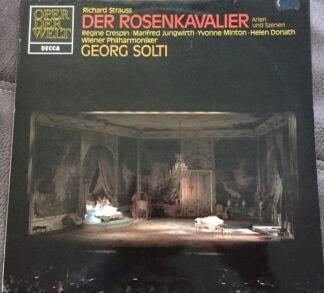 OPER
DER
WELT
DECCA
Richard Strauss
DER ROSENKAVALIER Arien
und Szenen
Régine Crespin · Manfred Jungwirth · Yvonne Minton · Helen Donath
Wiener Philharmoniker
GEORG SOLTI